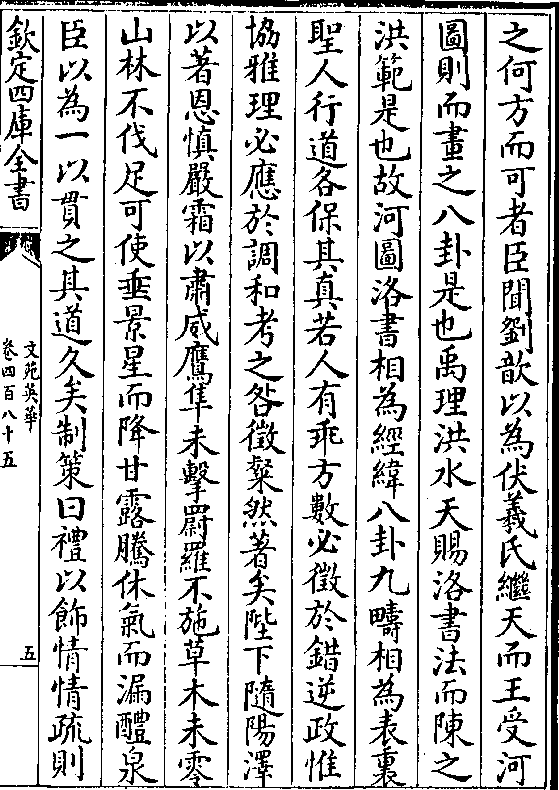 之何方而可者臣聞劉歆以為伏羲氏繼天而王受河
圖則而畫之八卦是也禹理洪水天賜洛書法而陳之
洪範是也故河圖洛書相為經緯八卦九疇相為表裏
聖人行道各保其真若人有乖方數必徵於錯逆政惟
協雅理必應於調和考之咎徵粲然著矣陛下隨陽澤
以著恩慎嚴霜以肅威鷹隼未擊罻羅不施草木未零
山林不伐足可使垂景星而降甘露騰休氣而漏醴泉
臣以為一以貫之其道久矣制策曰禮以飾情情疏則
欽定四庫全書
文苑英華
卷四百八十五
五